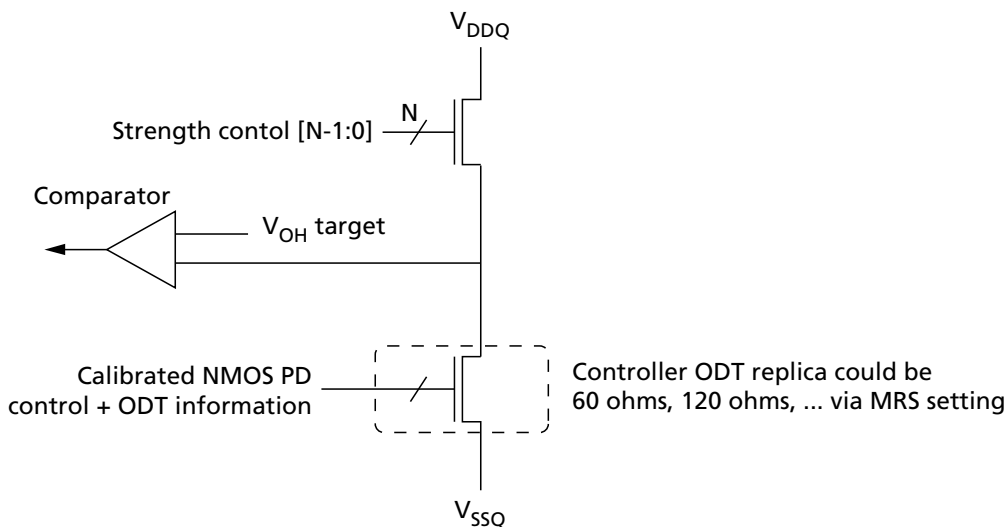 VDDQ
N
Strength contol [N-1:0]
Comparator
VOH target
Calibrated NMOS PD
control + ODT information
Controller ODT replica could be
60 ohms, 120 ohms, ... via MRS setting
VSSQ